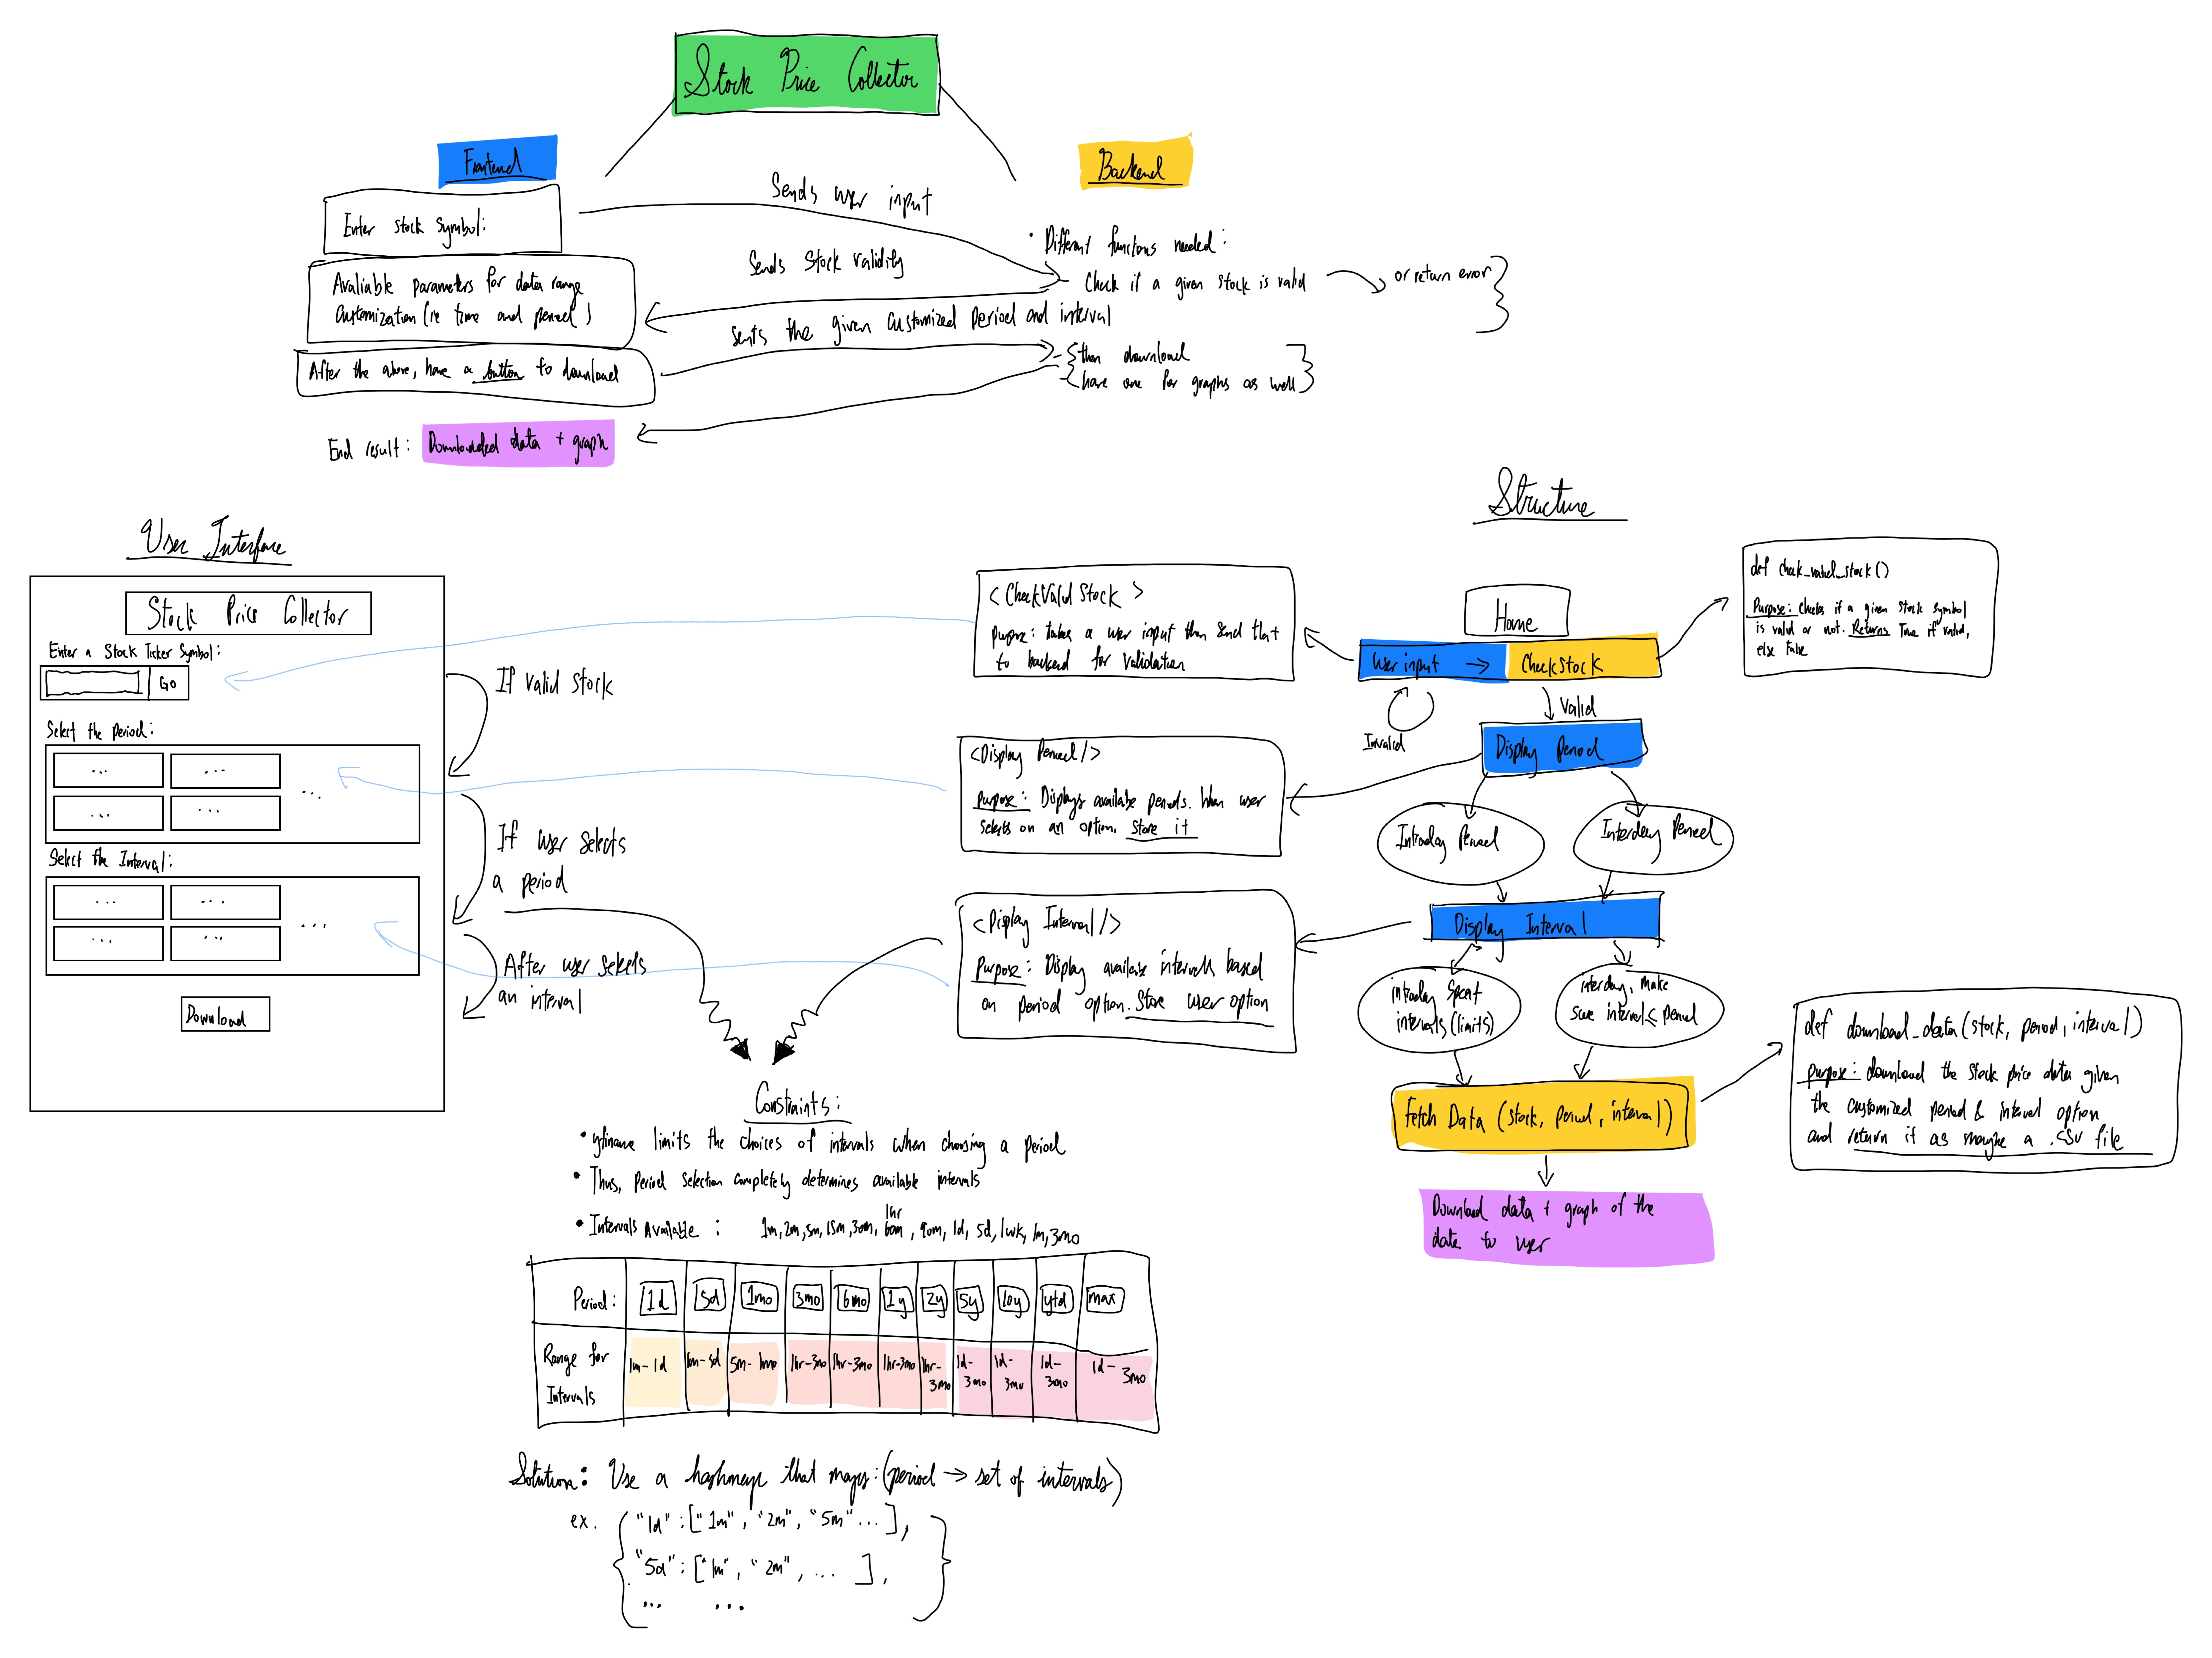 Stock Price Collector
Frontend
Backend
Enter stock symbol:
Sends user input
Avaliable parameters for data range
customization (ie time and period)
Sends stock validity
• Different functions needed:
- Check if a given stock is valid
or return error
Sents the given customized period and interval
After the above, have a button to download
- then download
- have one for graphs as well
End result: Downloaded data + graph
User Interface
Stock Price Collector
Enter a Stock Ticker Symbol:
Go
Select the Period:
...
...
...
...
...
Select the Interval:
...
...
...
...
...
Download
If valid stock
If user selects
a period
After user selects
an interval
Structure
<CheckValidStock >
purpose: takes a user input then send that
to backend for validation
Home
User input → CheckStock
def check_valid_stock()
Purpose: Checks if a given stock symbol
is valid or not. Returns True if valid,
else False
Invalid
Valid
Display Period
<Display Period/>
purpose: Displays available periods. When user
selects on an option, store it
Intraday Period
Interday Period
Display Interval
<Display Interval/>
Purpose: Display available intervals based
on period option. Store user option
intraday spent
intervals (limits)
interday, make
sure interval ≤ period
Fetch Data (stock, period, interval)
def download_data(stock, period, interval)
purpose: download the stock price data given
the customized period & interval option
and return it as maybe a .csv file
Download data + graph of the
data to user
Constraints:
• yfinance limits the choices of intervals when choosing a period
• Thus, Period selection completely determines available intervals
1hr
• Intervals Available : 1m, 2m, 5m, 15m, 30m, 60m, 90m, 1d, 5d, 1wk, 1m, 3mo
Period: 1d 5d 1mo 3mo 6mo 1y 2y 5y 10y ytd max
Range for
Intervals
1m-1d 1m-5d 5m-1mo 1hr-3mo 1hr-3mo 1hr-3mo 1hr-3mo 1d-3mo 1d-3mo 1d-3mo 1d-3mo
Solution: Use a hashmap that maps: (period → set of intervals)
ex. { "1d" : ["1m", "2m", "5m" ... ],
"5d" : ["1m", "2m", ... ],
... ... }